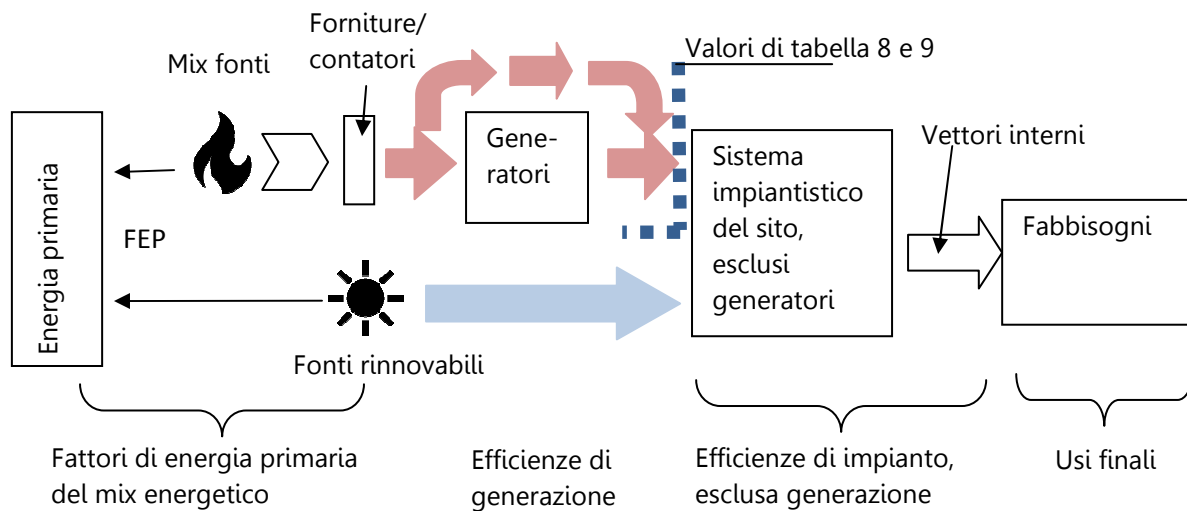 Forniture/
contatori
Valori di tabella 8 e 9
Mix fonti
Vettori interni
Energia primaria
Gene-
ratori
Sistema
impiantistico
del sito,
esclusi
generatori
Fabbisogni
FEP
Fonti rinnovabili
Fattori di energia primaria
del mix energetico
Efficienze di
generazione
Efficienze di impianto,
esclusa generazione
Usi finali